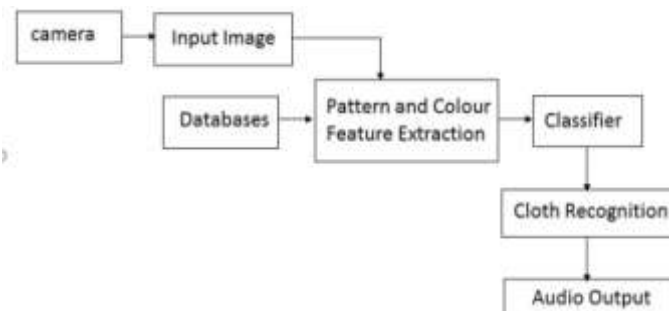 camera
Input Image
Databases
Pattern and Colour
Feature Extraction
Classifier
Cloth Recognition
Audio Output